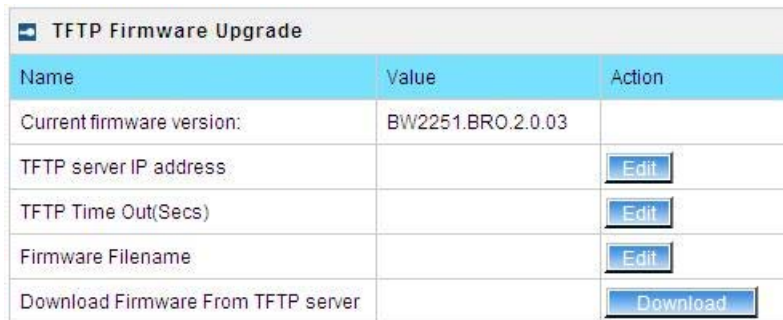 TFTP Firmware Upgrade
Name Value Action
Current firmware version: BW2251.BRO.2.0.03
TFTP server IP address Edit
TFTP Time Out(Secs) Edit
Firmware Filename Edit
Download Firmware From TFTP server Download